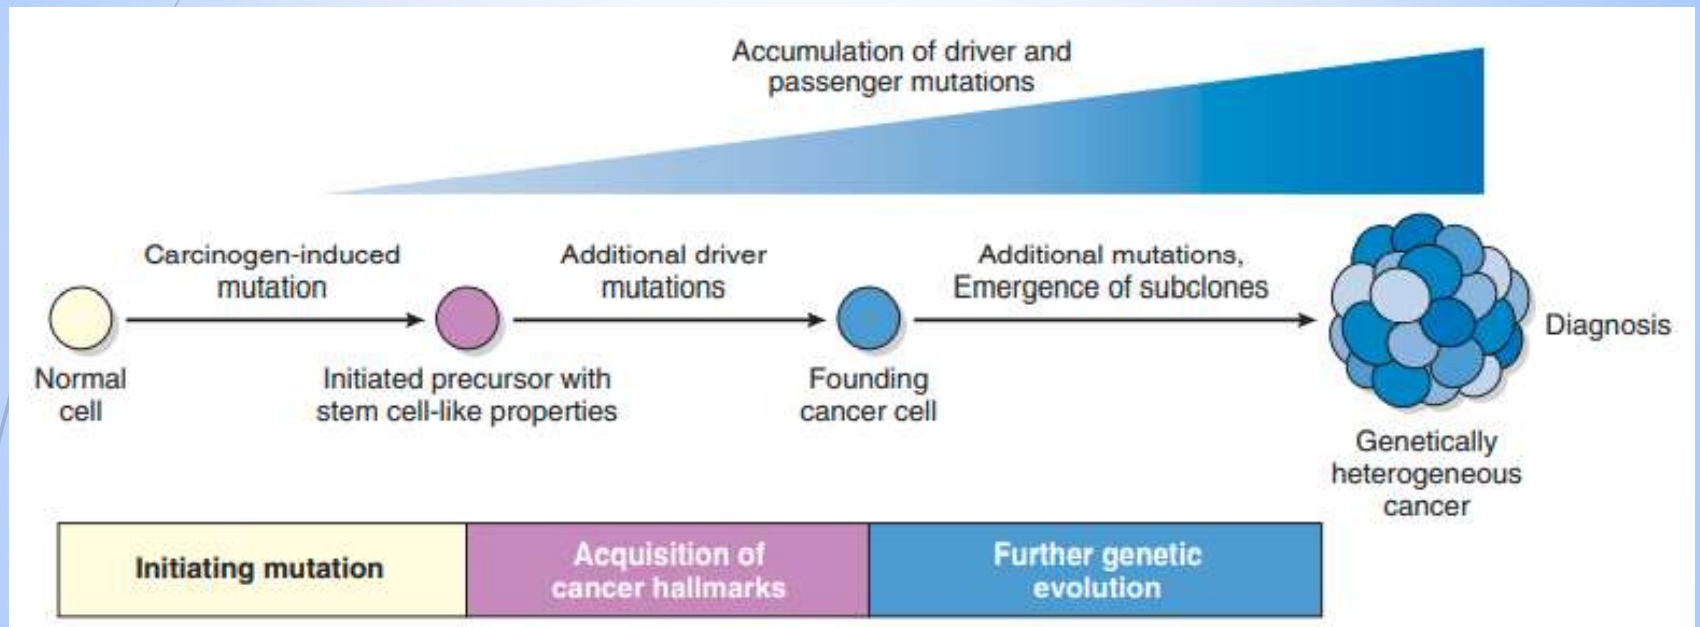 Accumulation of driver and
passenger mutations
Carcinogen-induced
mutation
Additional driver
mutations
Additional mutations,
Emergence of subclones
Normal
cell
Initiated precursor with
stem cell-like properties
Founding
cancer cell
Diagnosis
Genetically
heterogeneous
cancer
Initiating mutation
Acquisition of
cancer hallmarks
Further genetic
evolution